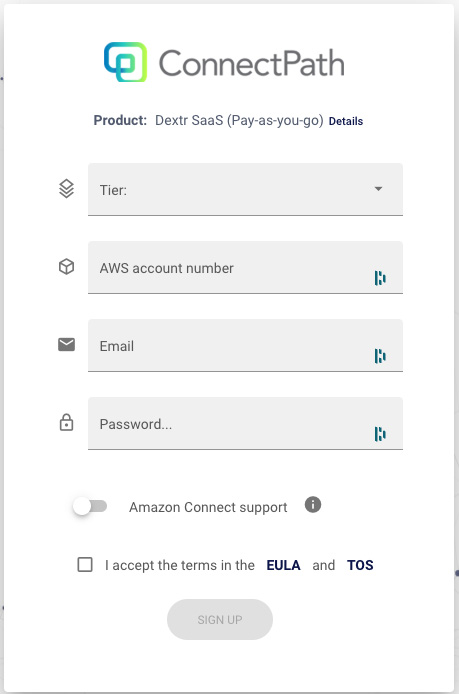 ConnectPath
Product: Dextr SaaS (Pay-as-you-go) Details
Tier:
AWS account number
Email
Password...
Amazon Connect support
I accept the terms in the EULA and TOS
SIGN UP